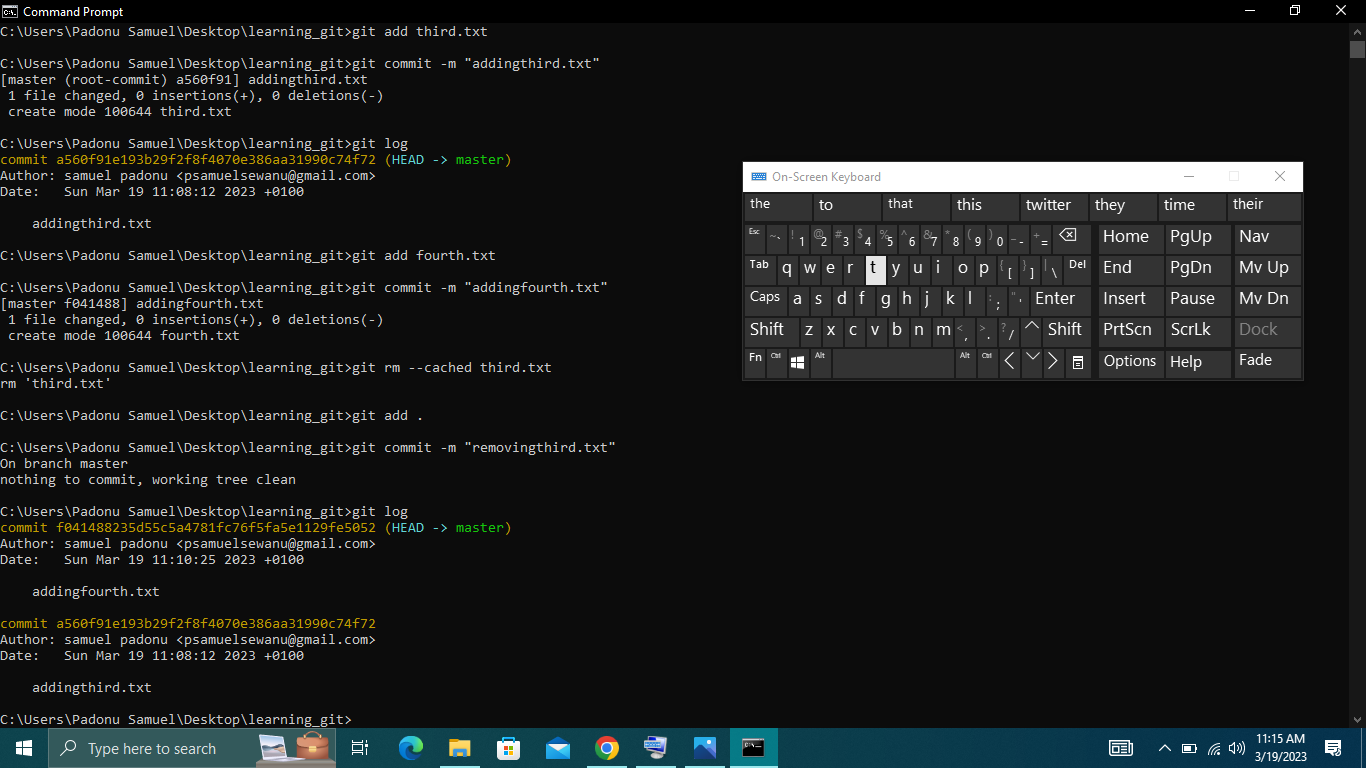 Command Prompt
C:\Users\Padonu Samuel\Desktop\learning_git>git add third.txt
C:\Users\Padonu Samuel\Desktop\learning_git>git commit -m "addingthird.txt"
[master (root-commit) a560f91] addingthird.txt
 1 file changed, 0 insertions(+), 0 deletions(-)
 create mode 100644 third.txt
C:\Users\Padonu Samuel\Desktop\learning_git>git log
commit a560f91e193b29f2f8f4070e386aa31990c74f72 (HEAD -> master)
Author: samuel padonu <psamuelsewanu@gmail.com>
Date:   Sun Mar 19 11:08:12 2023 +0100
    addingthird.txt
C:\Users\Padonu Samuel\Desktop\learning_git>git add fourth.txt
C:\Users\Padonu Samuel\Desktop\learning_git>git commit -m "addingfourth.txt"
[master f041488] addingfourth.txt
 1 file changed, 0 insertions(+), 0 deletions(-)
 create mode 100644 fourth.txt
C:\Users\Padonu Samuel\Desktop\learning_git>git rm --cached third.txt
rm 'third.txt'
C:\Users\Padonu Samuel\Desktop\learning_git>git add .
C:\Users\Padonu Samuel\Desktop\learning_git>git commit -m "removingthird.txt"
On branch master
nothing to commit, working tree clean
C:\Users\Padonu Samuel\Desktop\learning_git>git log
commit f041488235d55c5a4781fc76f5fa5e1129fe5052 (HEAD -> master)
Author: samuel padonu <psamuelsewanu@gmail.com>
Date:   Sun Mar 19 11:10:25 2023 +0100
    addingfourth.txt
commit a560f91e193b29f2f8f4070e386aa31990c74f72
Author: samuel padonu <psamuelsewanu@gmail.com>
Date:   Sun Mar 19 11:08:12 2023 +0100
    addingthird.txt
C:\Users\Padonu Samuel\Desktop\learning_git>
On-Screen Keyboard
the to that this twitter they time their
Esc ~ ` ! 1 @ 2 # 3 $ 4 % 5 ^ 6 & 7 * 8 ( 9 ) 0 _ - + = Home PgUp Nav
Tab q w e r t y u i o p { [ } ] | \ Del End PgDn Mv Up
Caps a s d f g h j k l : ; " ' Enter Insert Pause Mv Dn
Shift z x c v b n m < , > . ? / Shift PrtScn ScrLk Dock
Fn Ctrl Alt Alt Ctrl Options Help Fade
Type here to search
11:15 AM
3/19/2023